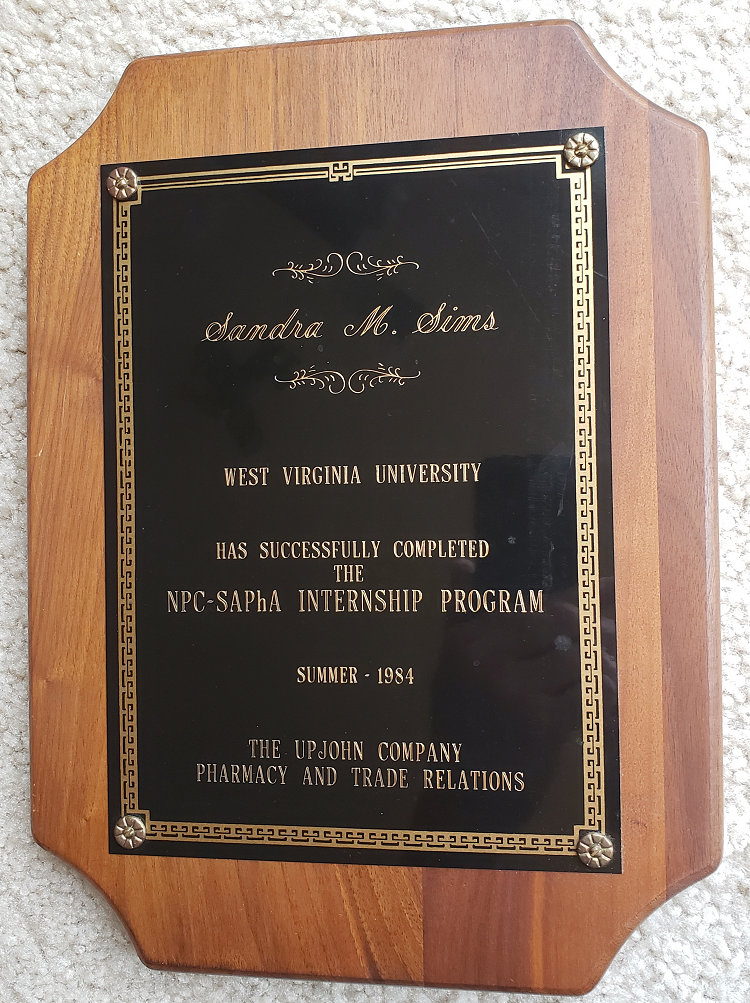 Sandra M. Sims
WEST VIRGINIA UNIVERSITY
HAS SUCCESSFULLY COMPLETED
THE
NPC-SAPhA INTERNSHIP PROGRAM
SUMMER - 1984
THE UPJOHN COMPANY
PHARMACY AND TRADE RELATIONS